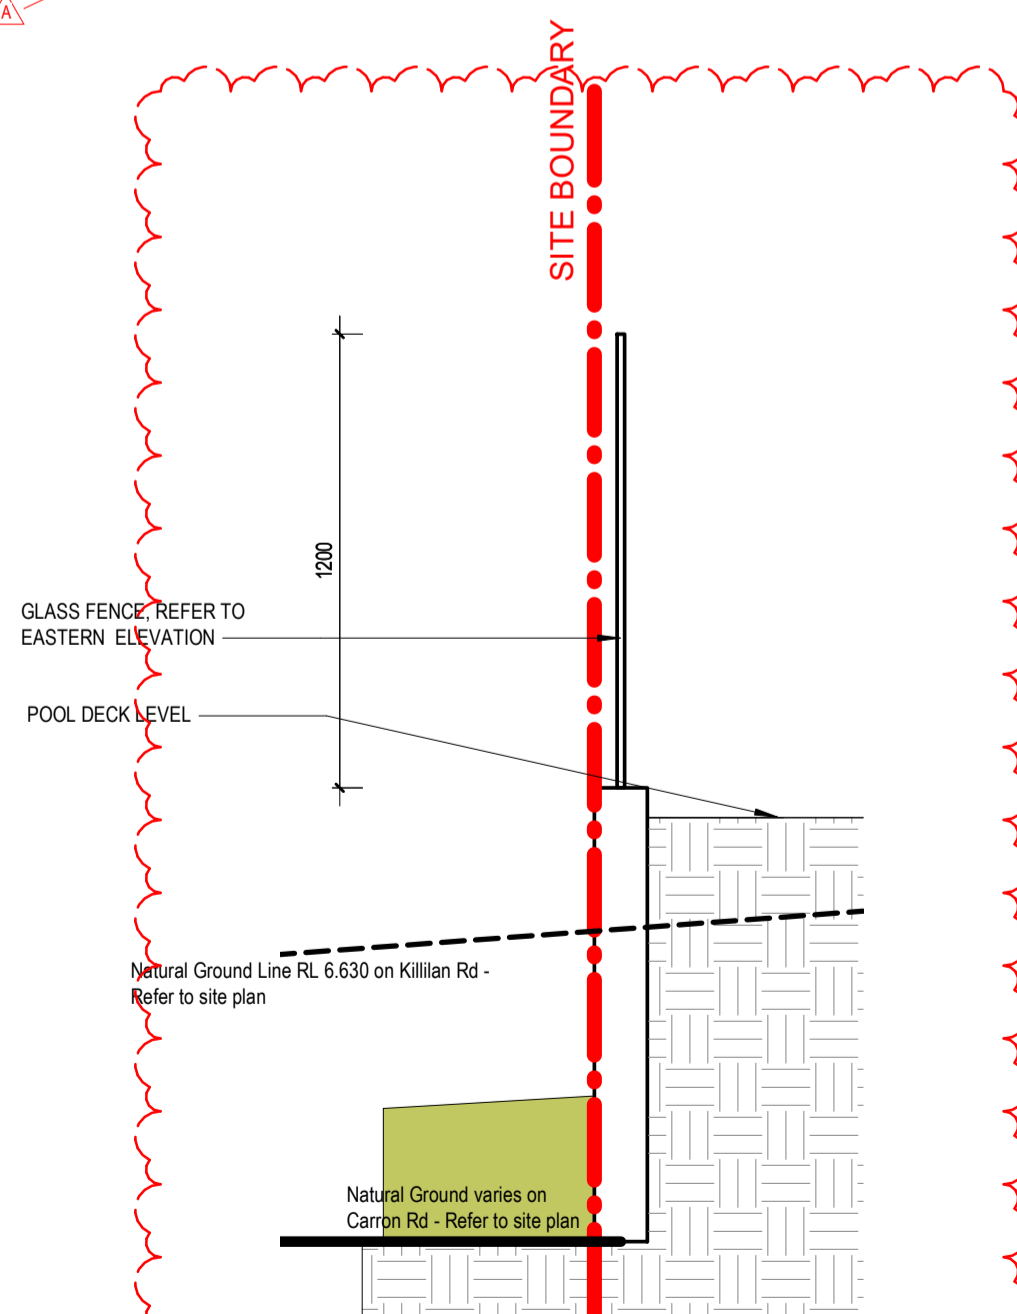 A
SITE BOUNDARY
1200
GLASS FENCE, REFER TO
EASTERN ELEVATION
POOL DECK LEVEL
Natural Ground Line RL 6.630 on Killilan Rd -
Refer to site plan
Natural Ground varies on
Carron Rd - Refer to site plan